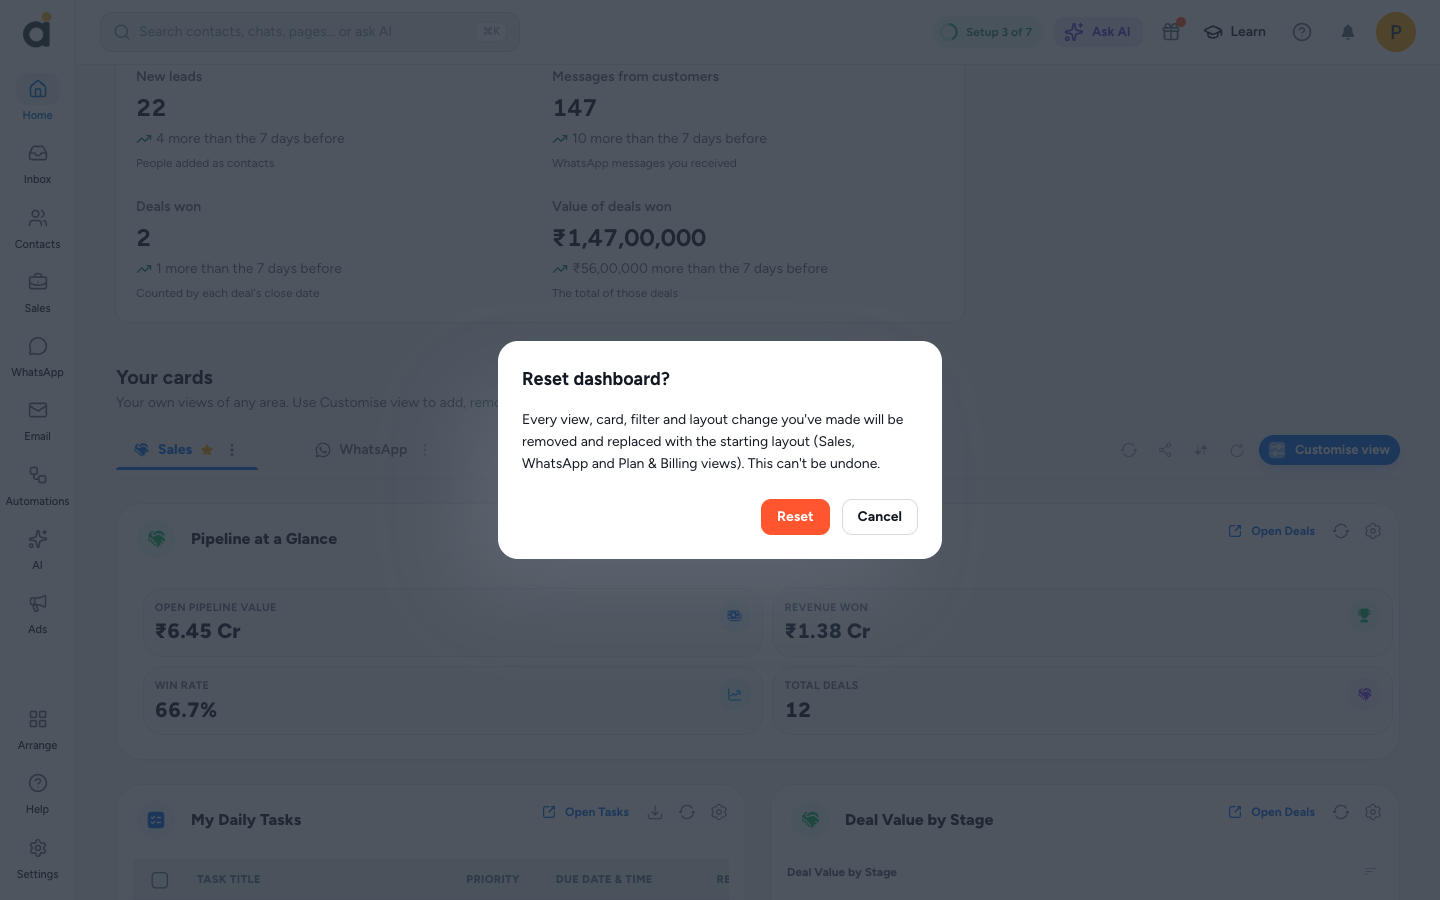 a
Search contacts, chats, pages... or ask AI
⌘K
Setup 3 of 7
Ask AI
Learn
P
Home
Inbox
Contacts
Sales
WhatsApp
Email
Automations
AI
Ads
Arrange
Help
Settings
New leads
22
4 more than the 7 days before
People added as contacts
Messages from customers
147
10 more than the 7 days before
WhatsApp messages you received
Deals won
2
1 more than the 7 days before
Counted by each deal's close date
Value of deals won
₹1,47,00,000
₹56,00,000 more than the 7 days before
The total of those deals
Your cards
Your own views of any area. Use Customise view to add, remo
Sales
WhatsApp
Customise view
Reset dashboard?
Every view, card, filter and layout change you've made will be
removed and replaced with the starting layout (Sales,
WhatsApp and Plan & Billing views). This can't be undone.
Reset
Cancel
Pipeline at a Glance
Open Deals
OPEN PIPELINE VALUE
₹6.45 Cr
REVENUE WON
₹1.38 Cr
WIN RATE
66.7%
TOTAL DEALS
12
My Daily Tasks
Open Tasks
TASK TITLE
PRIORITY
DUE DATE & TIME
RE
Deal Value by Stage
Open Deals
Deal Value by Stage